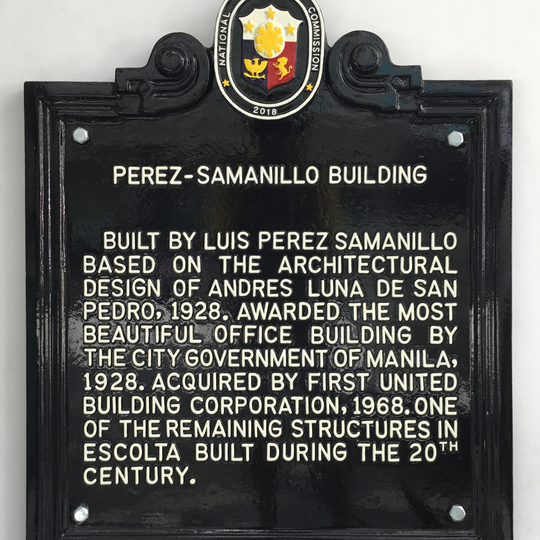 NATIONAL
COMMISSION
2018
PEREZ-SAMANILLO BUILDING
BUILT BY LUIS PEREZ SAMANILLO
BASED ON THE ARCHITECTURAL
DESIGN OF ANDRES LUNA DE SAN
PEDRO, 1928. AWARDED THE MOST
BEAUTIFUL OFFICE BUILDING BY
THE CITY GOVERNMENT OF MANILA,
1928. ACQUIRED BY FIRST UNITED
BUILDING CORPORATION, 1968. ONE
OF THE REMAINING STRUCTURES IN
ESCOLTA BUILT DURING THE 20TH
CENTURY.